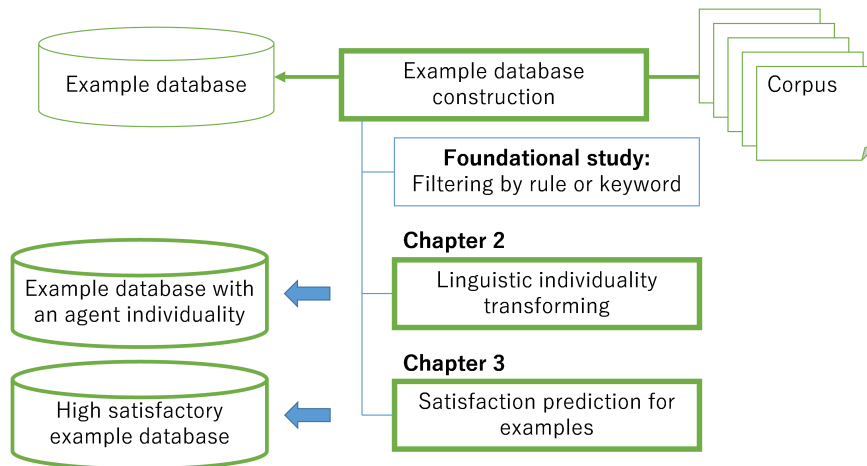 Example database
Example database
construction
Corpus
Foundational study:
Filtering by rule or keyword
Chapter 2
Example database with
an agent individuality
Linguistic individuality
transforming
Chapter 3
High satisfactory
example database
Satisfaction prediction for
examples